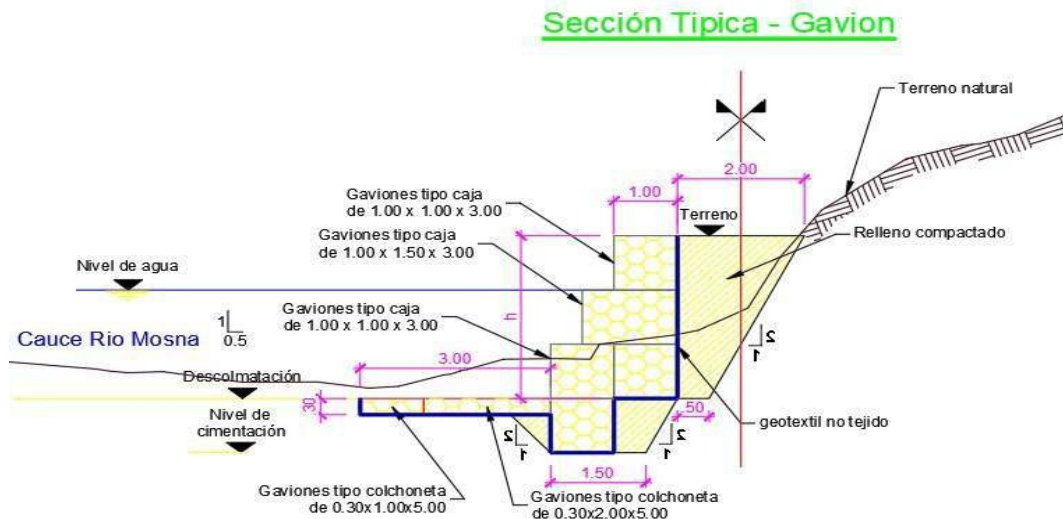 Sección Tipica - Gavion
Terreno natural
2.00
1.00
Gaviones tipo caja
de 1.00 x 1.00 x 3.00
Terreno
Gaviones tipo caja
de 1.00 x 1.50 x 3.00
Relleno compactado
Nivel de agua
Gaviones tipo caja
de 1.00 x 1.00 x 3.00
h
1
0.5
Cauce Rio Mosna
2
1
3.00
Descolmatación
.30
Nivel de
cimentación
.50
geotextil no tejido
2
1
2
1
1.50
Gaviones tipo colchoneta
de 0.30x1.00x5.00
Gaviones tipo colchoneta
de 0.30x2.00x5.00